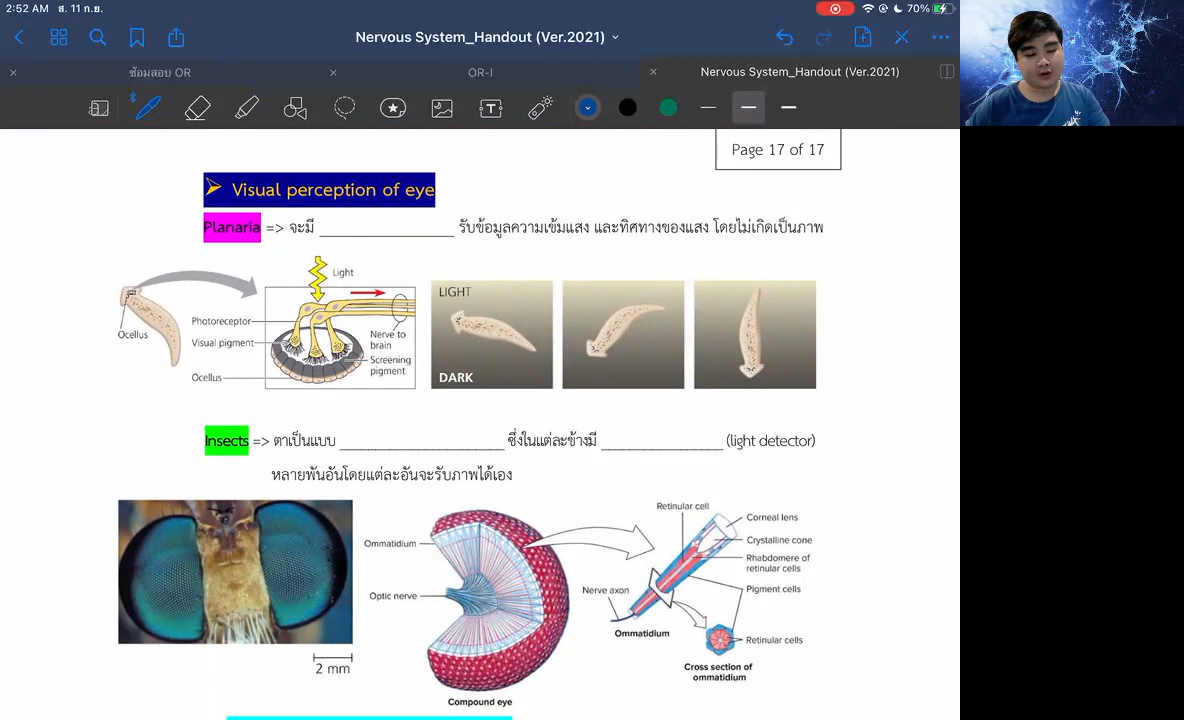 2:52 AM ส. 11 ก.ย.
70%
Nervous System_Handout (Ver.2021)
ซ้อมสอบ OR
OR-I
Nervous System_Handout (Ver.2021)
Page 17 of 17
Visual perception of eye
Planaria => จะมี ________________ รับข้อมูลความเข้มแสง และทิศทางของแสง โดยไม่เกิดเป็นภาพ
Light
Ocellus
Photoreceptor
Visual pigment
Ocellus
Nerve to
brain
Screening
pigment
LIGHT
DARK
Insects => ตาเป็นแบบ ____________________ ซึ่งในแต่ละข้างมี _______________ (light detector)
หลายพันอันโดยแต่ละอันจะรับภาพได้เอง
2 mm
Ommatidium
Optic nerve
Compound eye
Retinular cell
Corneal lens
Crystalline cone
Rhabdomere of
retinular cells
Nerve axon
Pigment cells
Ommatidium
Retinular cells
Cross section of
ommatidium